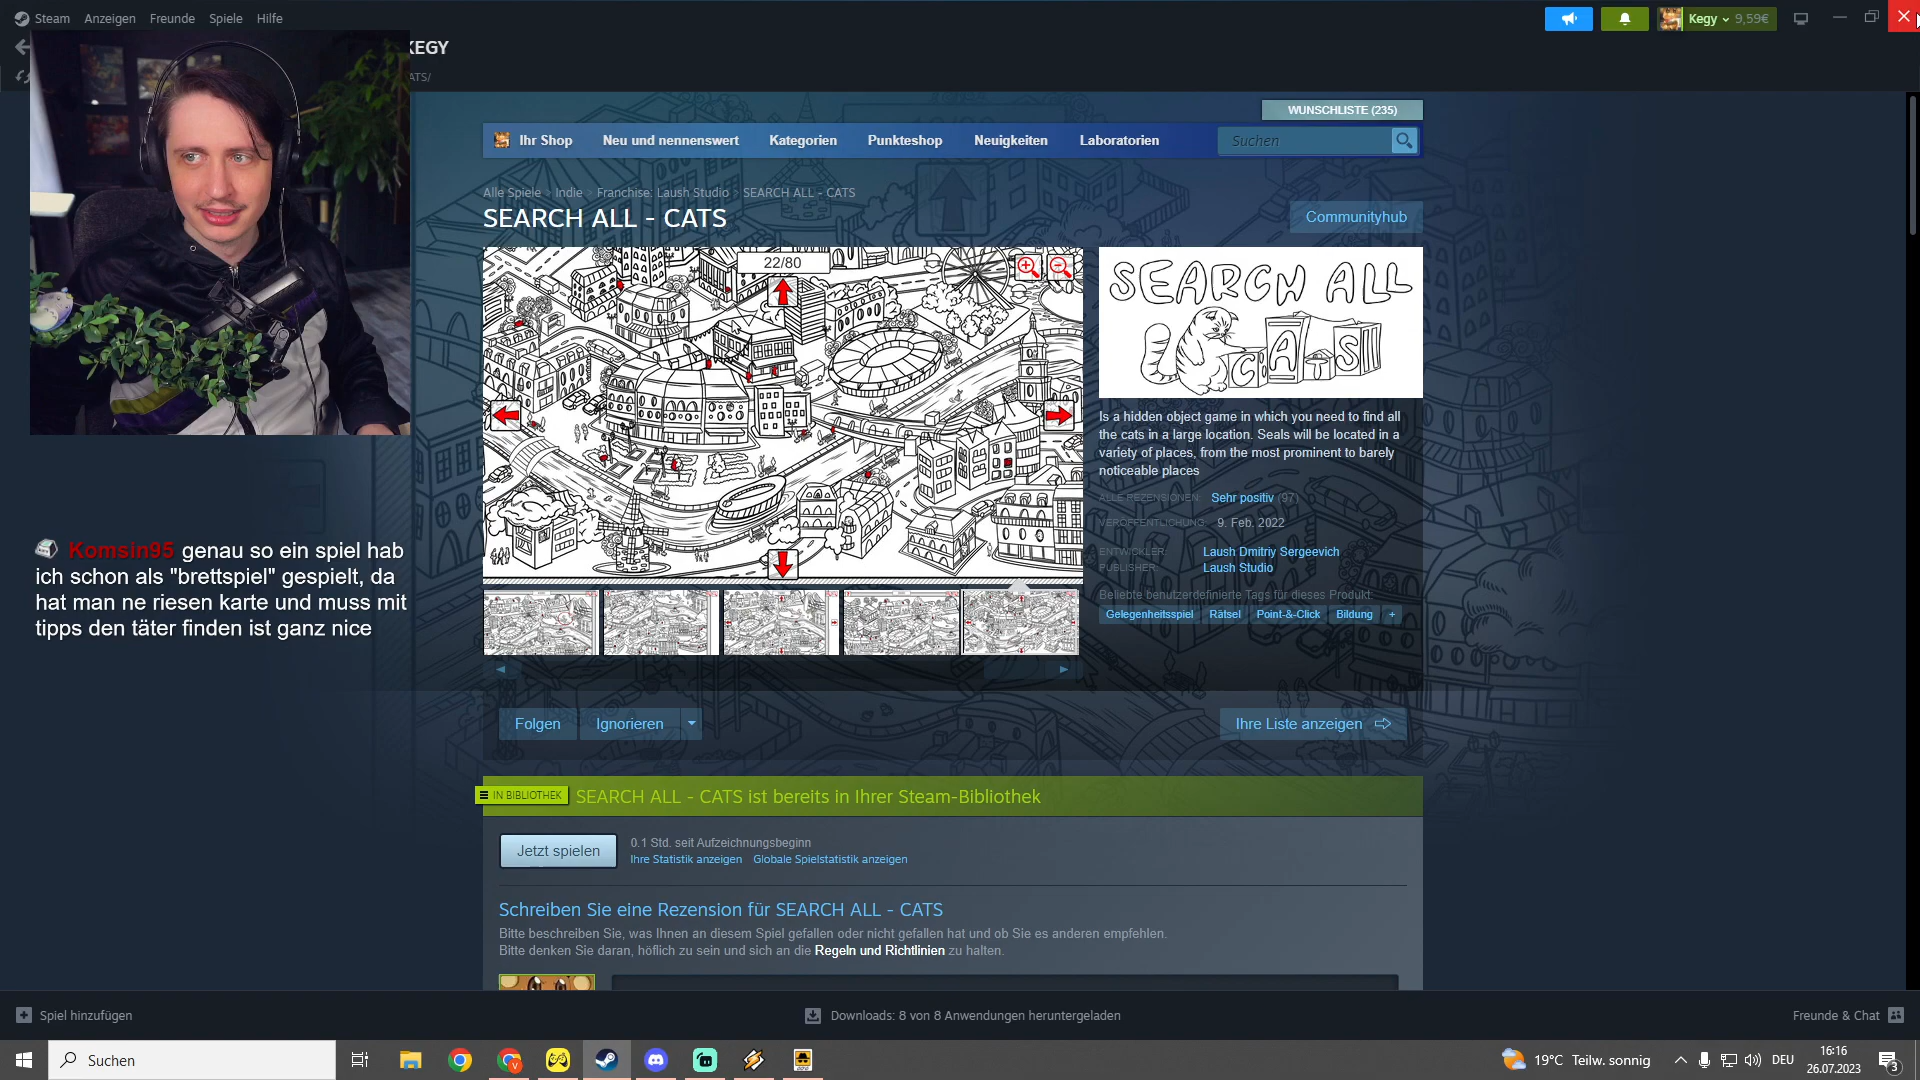 Steam Anzeigen Freunde Spiele Hilfe
Kegy 9,59€
KEGY
ATS/
WUNSCHLISTE (235)
Ihr Shop Neu und nennenswert Kategorien Punkteshop Neuigkeiten Laboratorien Suchen
Alle Spiele > Indie > Franchise: Laush Studio > SEARCH ALL - CATS
SEARCH ALL - CATS
Communityhub
22/80
SEARCH ALL
CATS
Is a hidden object game in which you need to find all
the cats in a large location. Seals will be located in a
variety of places, from the most prominent to barely
noticeable places
ALLE REZENSIONEN: Sehr positiv (97)
VERÖFFENTLICHUNG: 9. Feb. 2022
ENTWICKLER: Laush Dmitriy Sergeevich
PUBLISHER: Laush Studio
Beliebte benutzerdefinierte Tags für dieses Produkt:
Gelegenheitsspiel Rätsel Point-&-Click Bildung +
Komsin95 genau so ein spiel hab
ich schon als "brettspiel" gespielt, da
hat man ne riesen karte und muss mit
tipps den täter finden ist ganz nice
Folgen Ignorieren Ihre Liste anzeigen
IN BIBLIOTHEK SEARCH ALL - CATS ist bereits in Ihrer Steam-Bibliothek
Jetzt spielen
0.1 Std. seit Aufzeichnungsbeginn
Ihre Statistik anzeigen Globale Spielstatistik anzeigen
Schreiben Sie eine Rezension für SEARCH ALL - CATS
Bitte beschreiben Sie, was Ihnen an diesem Spiel gefallen oder nicht gefallen hat und ob Sie es anderen empfehlen.
Bitte denken Sie daran, höflich zu sein und sich an die Regeln und Richtlinien zu halten.
Spiel hinzufügen Downloads: 8 von 8 Anwendungen heruntergeladen Freunde & Chat
Suchen
19°C Teilw. sonnig DEU
16:16
26.07.2023
3